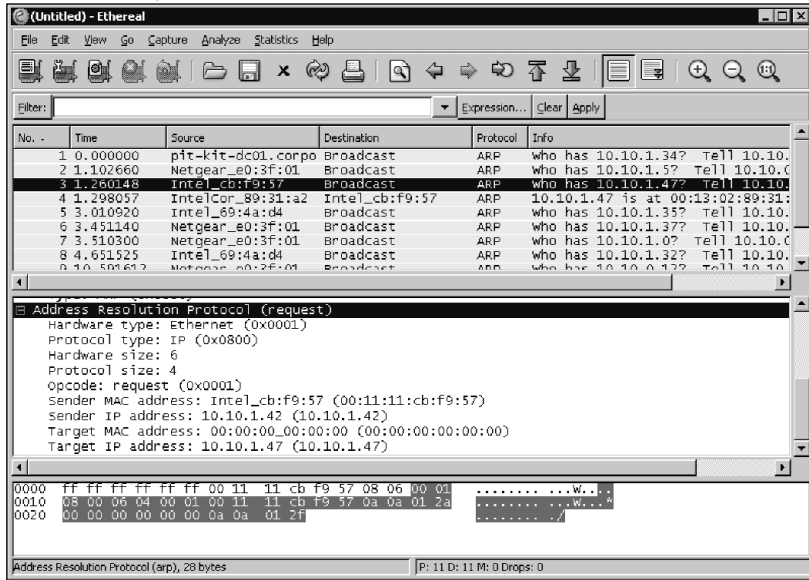 (Untitled) - Ethereal
File Edit View Go Capture Analyze Statistics Help
Filter: Expression... Clear Apply
No. - Time Source Destination Protocol Info
1 0.000000 pit-kit-dc01.corpo Broadcast ARP who has 10.10.1.34? Tell 10.10.
2 1.102660 Netgear_e0:3f:01 Broadcast ARP who has 10.10.1.5? Tell 10.10.0
3 1.260148 Intel_cb:f9:57 Broadcast ARP who has 10.10.1.47? Tell 10.10.
4 1.298057 IntelCor_89:31:a2 Intel_cb:f9:57 ARP 10.10.1.47 is at 00:13:02:89:31:
5 3.010920 Intel_69:4a:d4 Broadcast ARP who has 10.10.1.35? Tell 10.10.
6 3.451140 Netgear_e0:3f:01 Broadcast ARP who has 10.10.1.37? Tell 10.10.
7 3.510300 Netgear_e0:3f:01 Broadcast ARP who has 10.10.1.0? Tell 10.10.0
8 4.651525 Intel_69:4a:d4 Broadcast ARP who has 10.10.1.32? Tell 10.10.
9 10.591612 Netgear_e0:3f:01 Broadcast ARP who has Tell 10.10
Address Resolution Protocol (request)
Hardware type: Ethernet (0x0001)
Protocol type: IP (0x0800)
Hardware size: 6
Protocol size: 4
Opcode: request (0x0001)
Sender MAC address: Intel_cb:f9:57 (00:11:11:cb:f9:57)
Sender IP address: 10.10.1.42 (10.10.1.42)
Target MAC address: 00:00:00_00:00:00 (00:00:00:00:00:00)
Target IP address: 10.10.1.47 (10.10.1.47)
0000 ff ff ff ff ff ff 00 11 11 cb f9 57 08 06 00 01 ........ ...W....
0010 08 00 06 04 00 01 00 11 11 cb f9 57 0a 0a 01 2a ........ ...W...*
0020 00 00 00 00 00 00 0a 0a 01 2f ........ ./
Address Resolution Protocol (arp), 28 bytes P: 11 D: 11 M: 0 Drops: 0